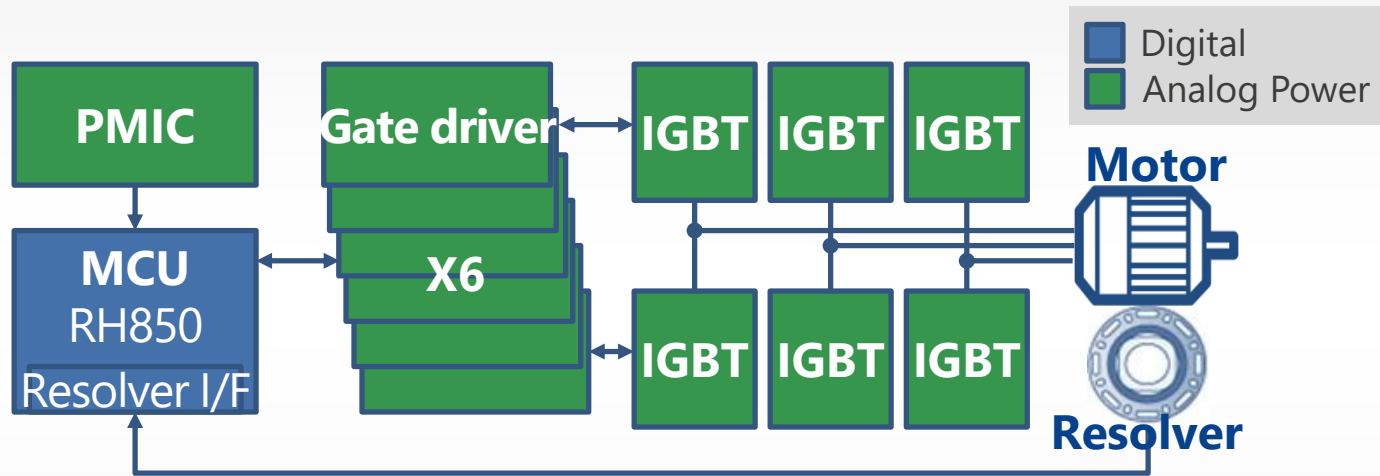 Digital
Analog Power
PMIC
Gate driver
IGBT
IGBT
IGBT
Motor
MCU
RH850
Resolver I/F
X6
IGBT
IGBT
IGBT
Resolver